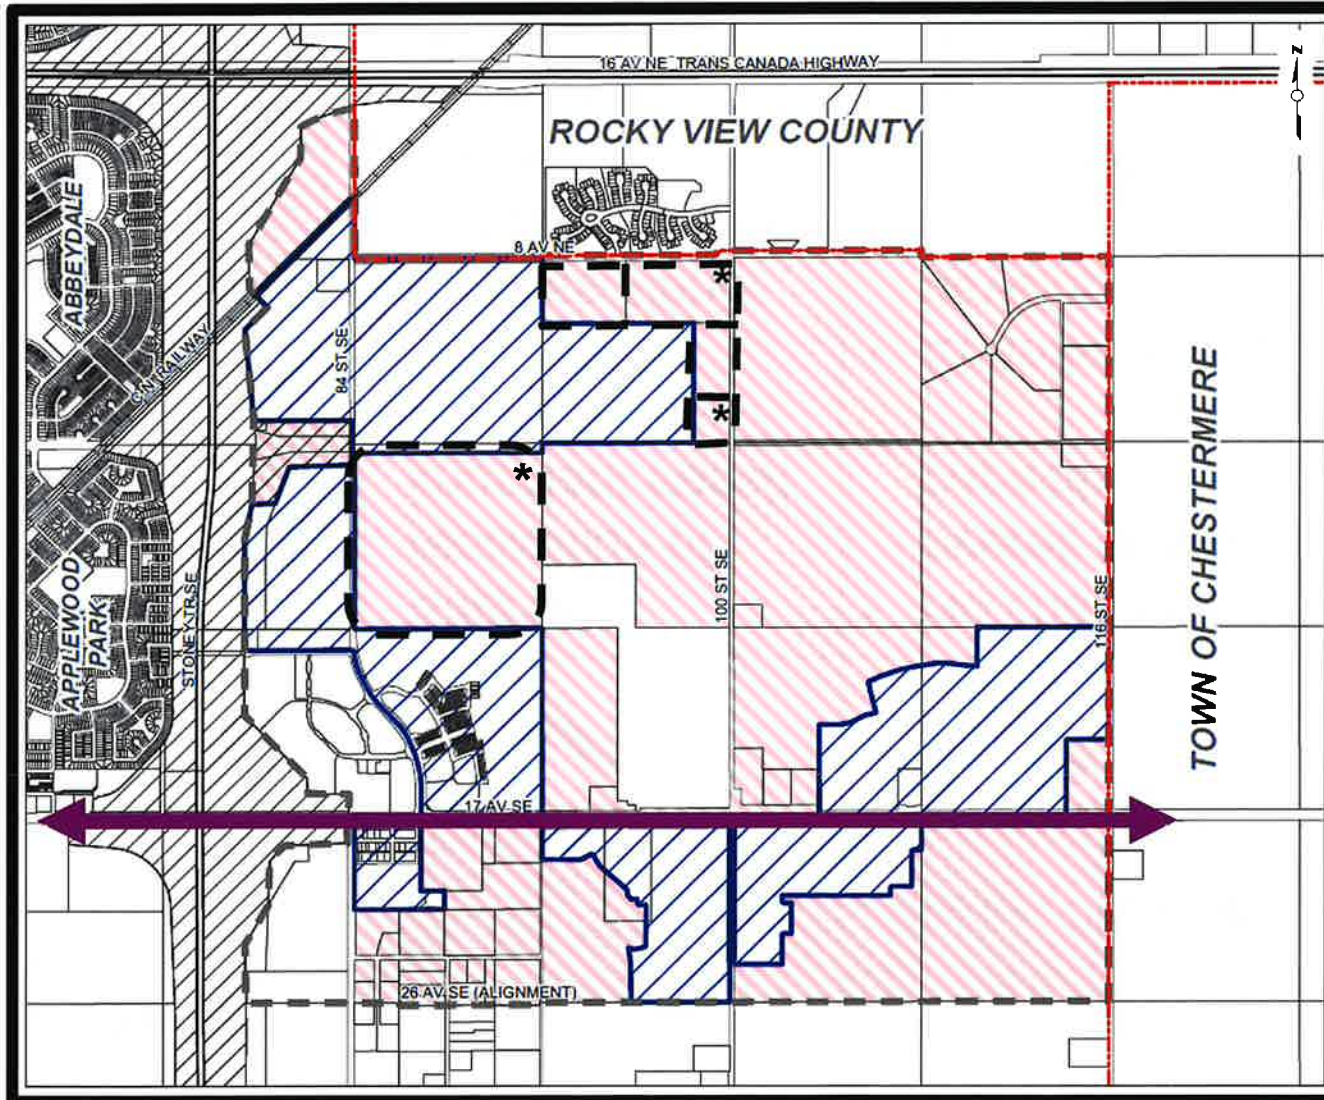 16 AV NE TRANS CANADA HIGHWAY
N
ROCKY VIEW COUNTY
ABBEYDALE
8 AV NE
*
C.N. RAILWAY
84 ST SE
*
*
TOWN OF CHESTERMERE
APPLEWOOD
PARK
STONEY TR SE
100 ST SE
116 ST SE
17 AV SE
26 AV SE (ALIGNMENT)